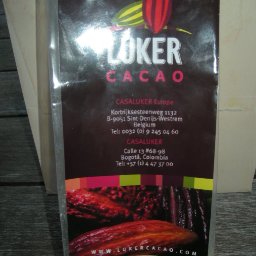 LUKER
CACAO
CASALUKER Europe
Kortrijksesteenweg 1132
B-9051 Sint Denijs-Westrem
Belgium
Tel: 0032 (0) 9 245 04 60
CASALUKER
Calle 13 #68-98
Bogotá, Colombia
Tel: +57 (1) 4 47 37 00
WWW.LUKERCACAO.COM